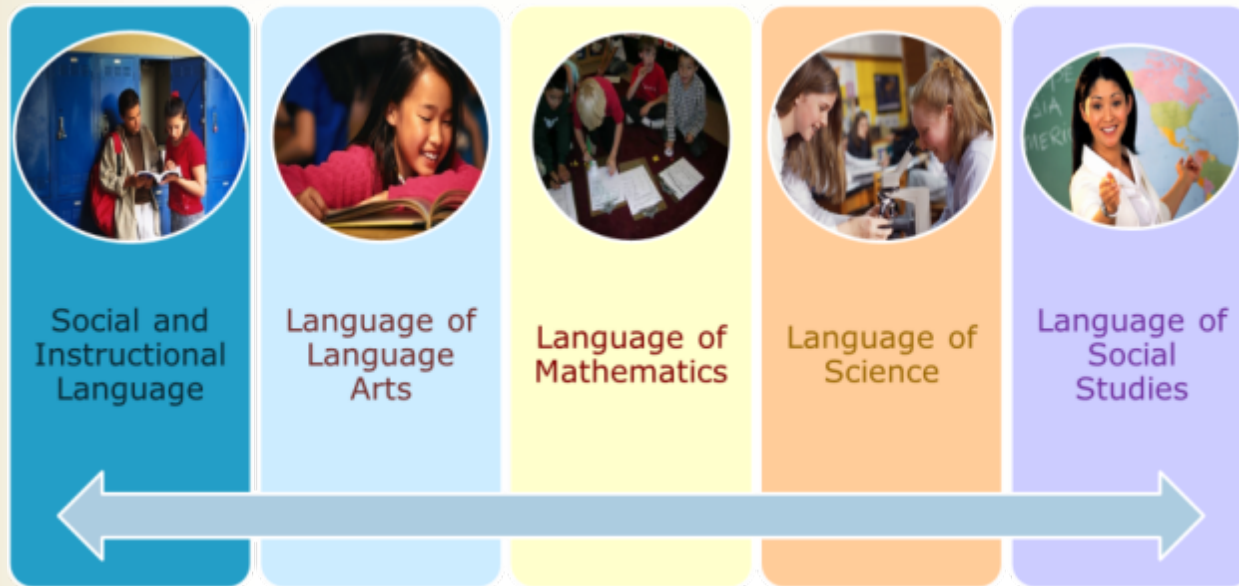 Social and
Instructional
Language
Language of
Language
Arts
Language of
Mathematics
Language of
Science
Language of
Social
Studies